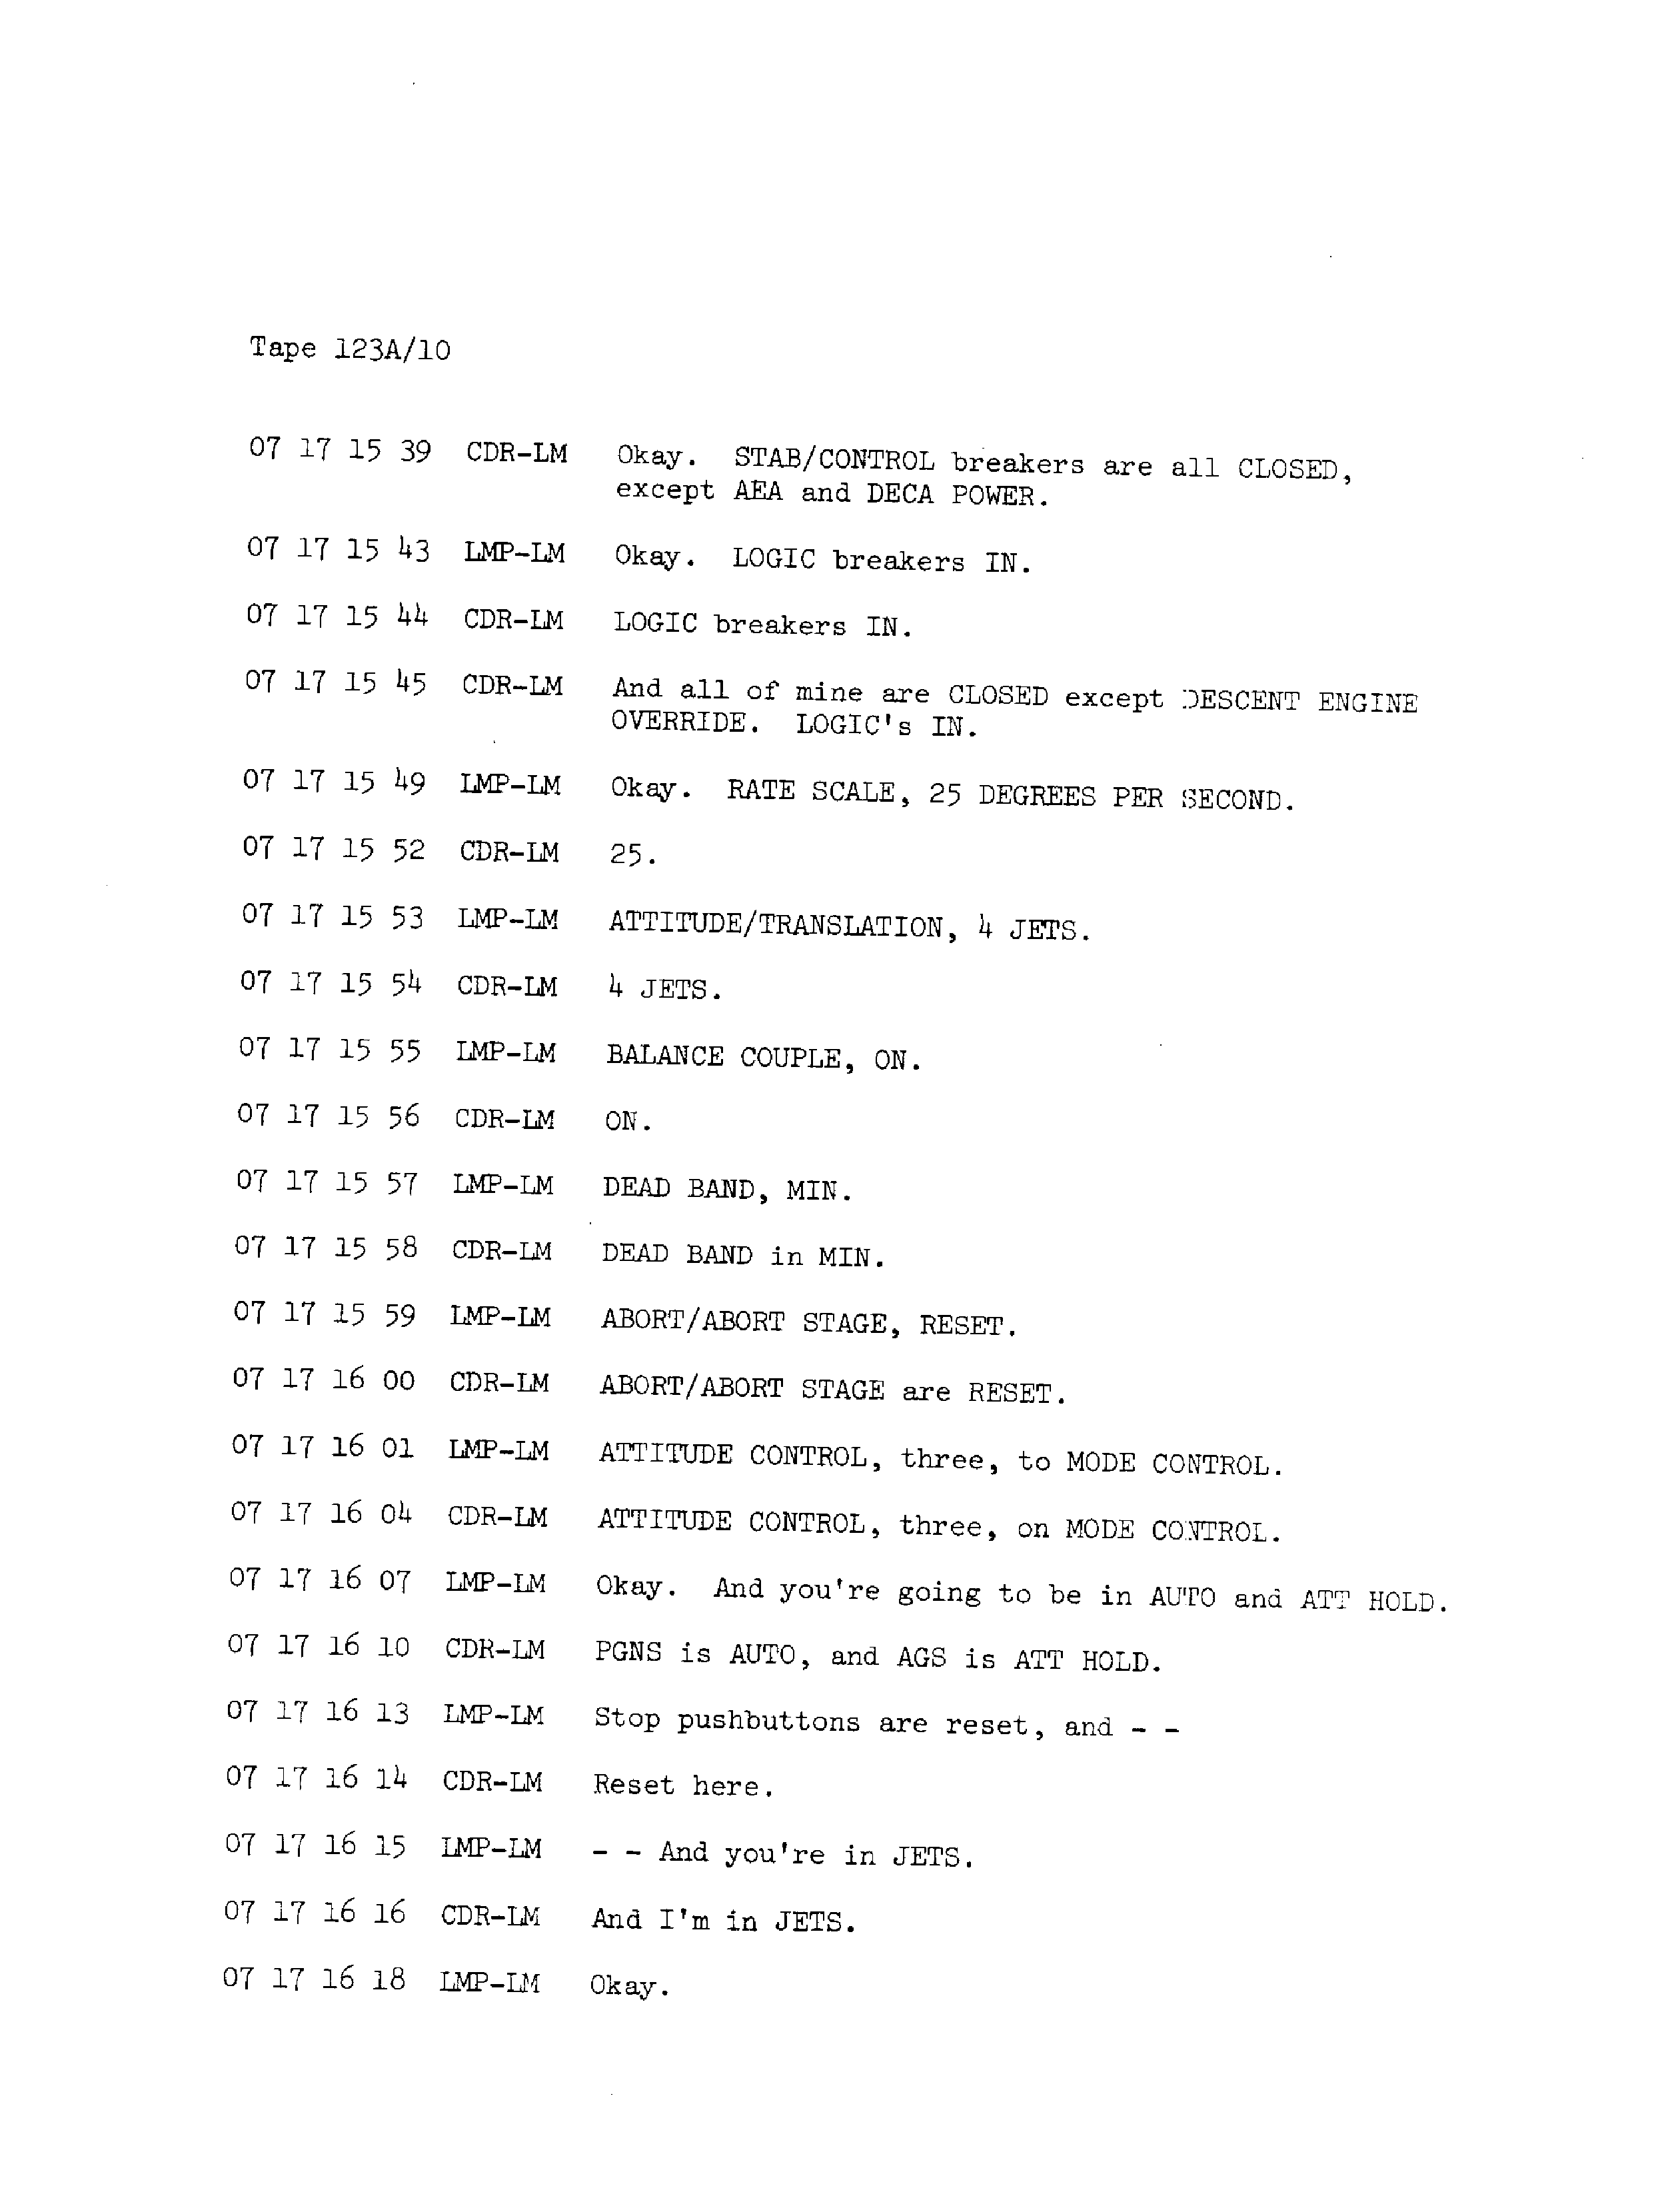 Tape 123A/10
07 17 15 39 CDR-LM Okay. STAB/CONTROL breakers are all CLOSED,
except AEA and DECA POWER.
07 17 15 43 LMP-LM Okay. LOGIC breakers IN.
07 17 15 44 CDR-LM LOGIC breakers IN.
07 17 15 45 CDR-LM And all of mine are CLOSED except DESCENT ENGINE
OVERRIDE. LOGIC's IN.
07 17 15 49 LMP-LM Okay. RATE SCALE, 25 DEGREES PER SECOND.
07 17 15 52 CDR-LM 25.
07 17 15 53 LMP-LM ATTITUDE/TRANSLATION, 4 JETS.
07 17 15 54 CDR-LM 4 JETS.
07 17 15 55 LMP-LM BALANCE COUPLE, ON.
07 17 15 56 CDR-LM ON.
07 17 15 57 LMP-LM DEAD BAND, MIN.
07 17 15 58 CDR-LM DEAD BAND in MIN.
07 17 15 59 LMP-LM ABORT/ABORT STAGE, RESET.
07 17 16 00 CDR-LM ABORT/ABORT STAGE are RESET.
07 17 16 01 LMP-LM ATTITUDE CONTROL, three, to MODE CONTROL.
07 17 16 04 CDR-LM ATTITUDE CONTROL, three, on MODE CONTROL.
07 17 16 07 LMP-LM Okay. And you're going to be in AUTO and ATT HOLD.
07 17 16 10 CDR-LM PGNS is AUTO, and AGS is ATT HOLD.
07 17 16 13 LMP-LM Stop pushbuttons are reset, and - -
07 17 16 14 CDR-LM Reset here.
07 17 16 15 LMP-LM - - And you're in JETS.
07 17 16 16 CDR-LM And I'm in JETS.
07 17 16 18 LMP-LM Okay.